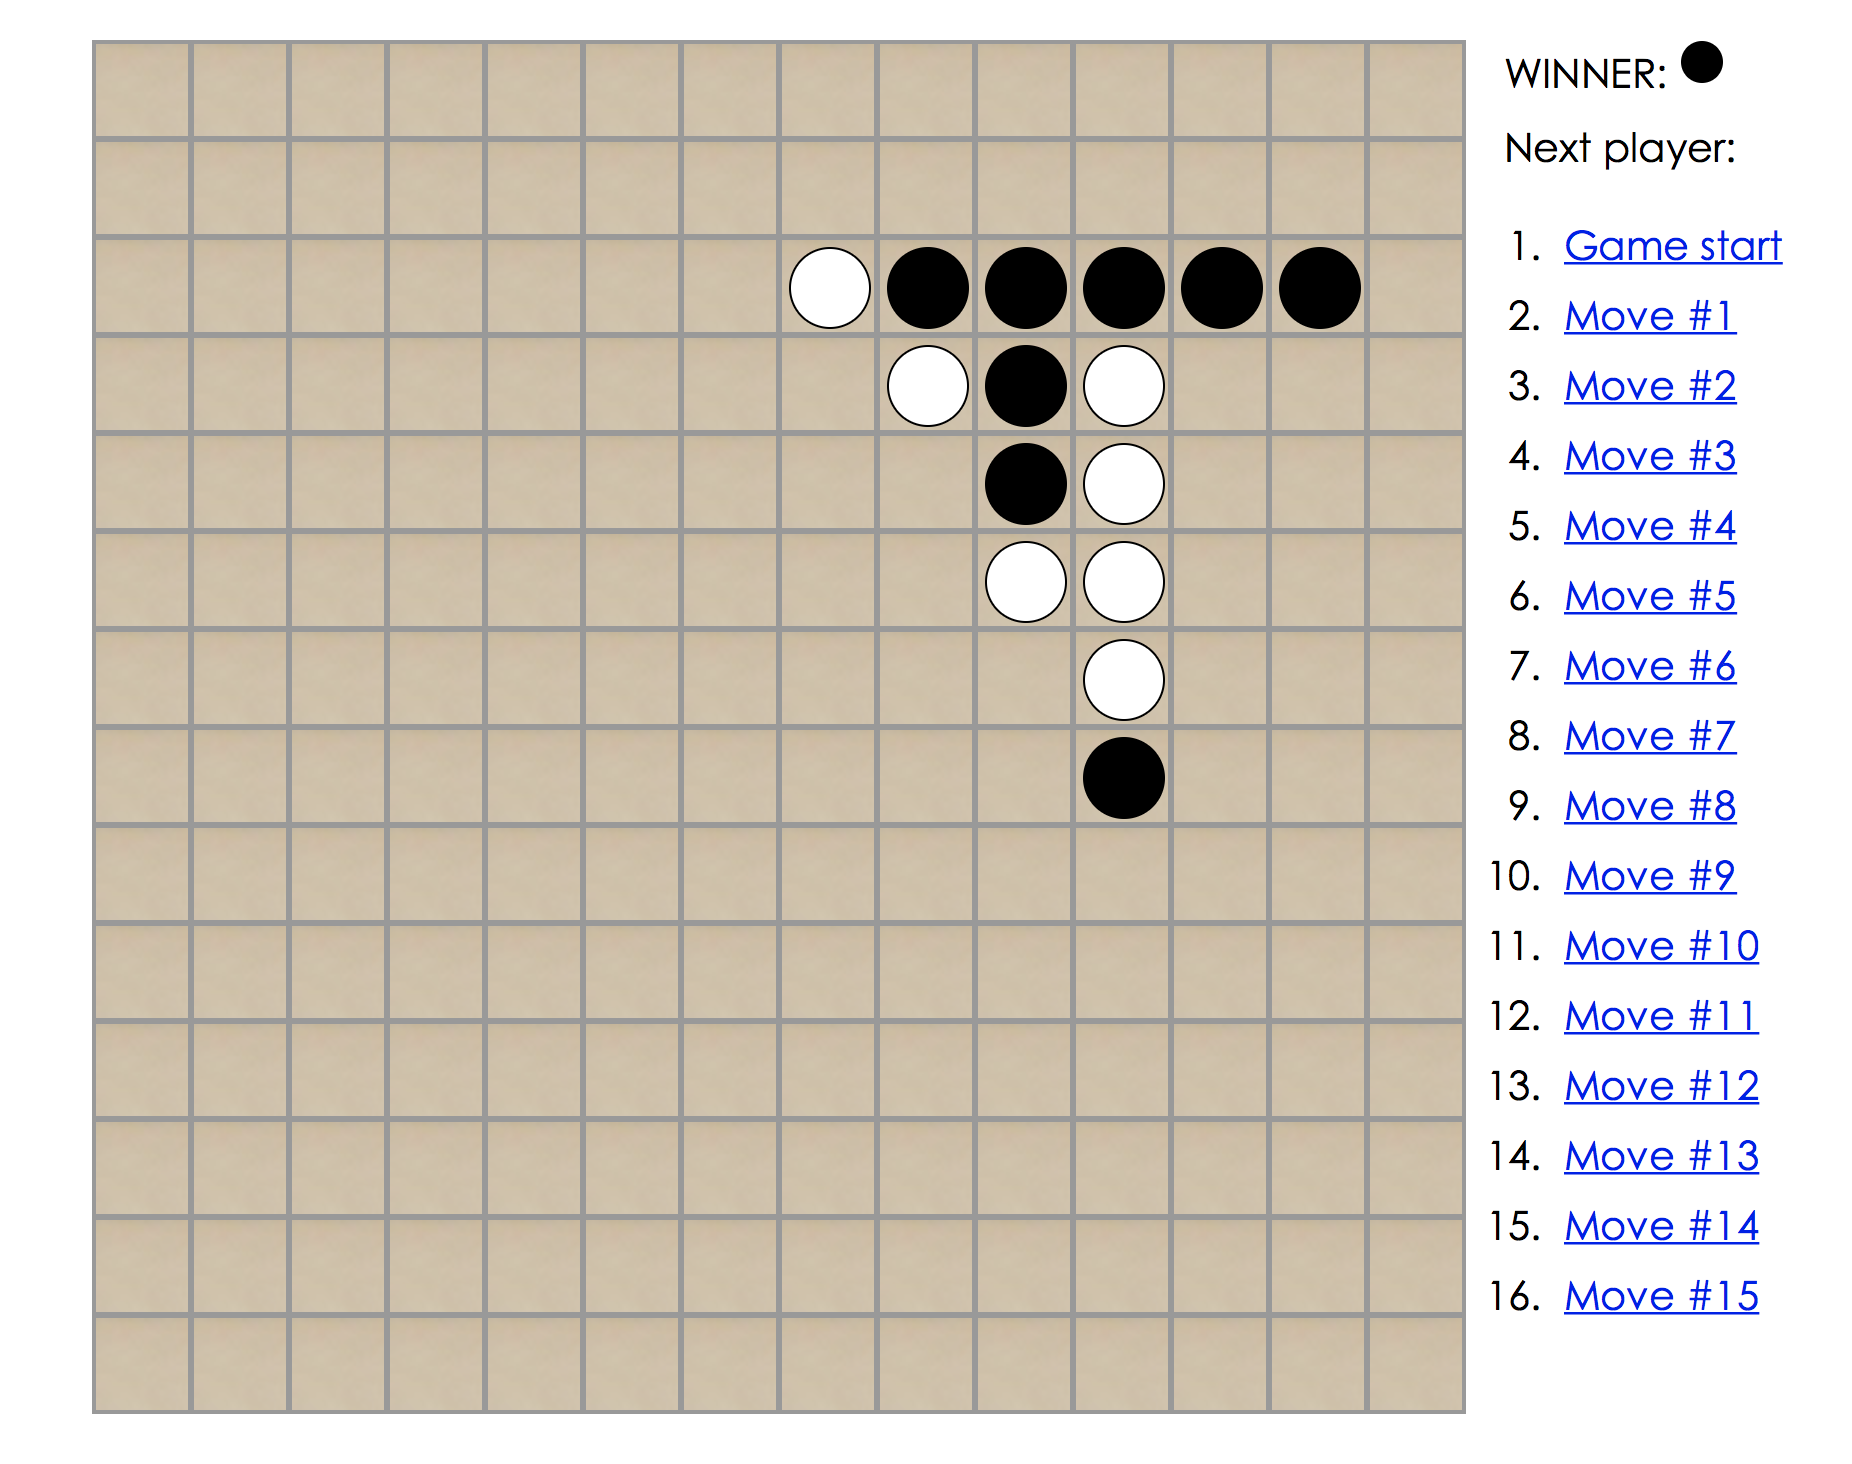 WINNER:
Next player:
1. Game start
2. Move #1
3. Move #2
4. Move #3
5. Move #4
6. Move #5
7. Move #6
8. Move #7
9. Move #8
10. Move #9
11. Move #10
12. Move #11
13. Move #12
14. Move #13
15. Move #14
16. Move #15